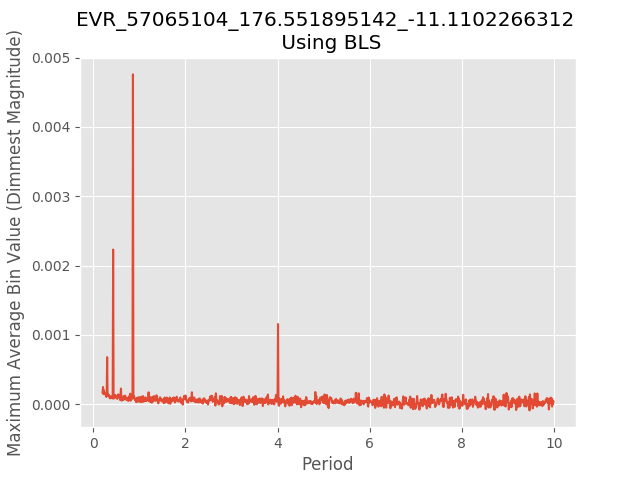 EVR_57065104_176.551895142_-11.1102266312
Using BLS
Maximum Average Bin Value (Dimmest Magnitude)
0.005
0.004
0.003
0.002
0.001
0.000
0 2 4 6 8 10
Period